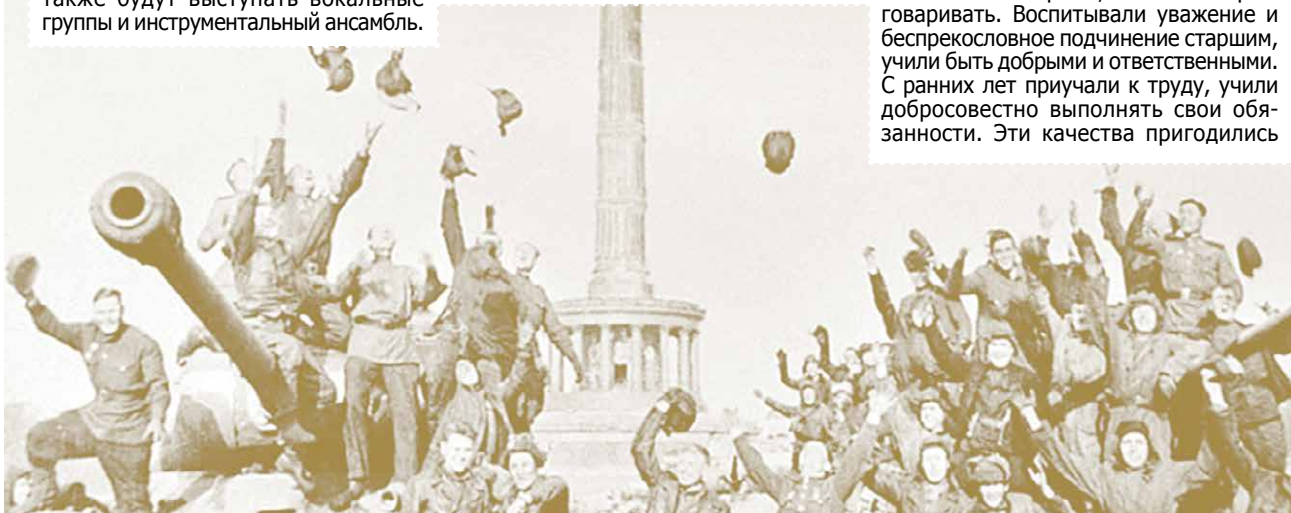 также будут выступать вокальные
группы и инструментальный ансамбль.
говаривать. Воспитывали уважение и
беспрекословное подчинение старшим,
учили быть добрыми и ответственными.
С ранних лет приучали к труду, учили
добросовестно выполнять свои обя-
занности. Эти качества пригодились